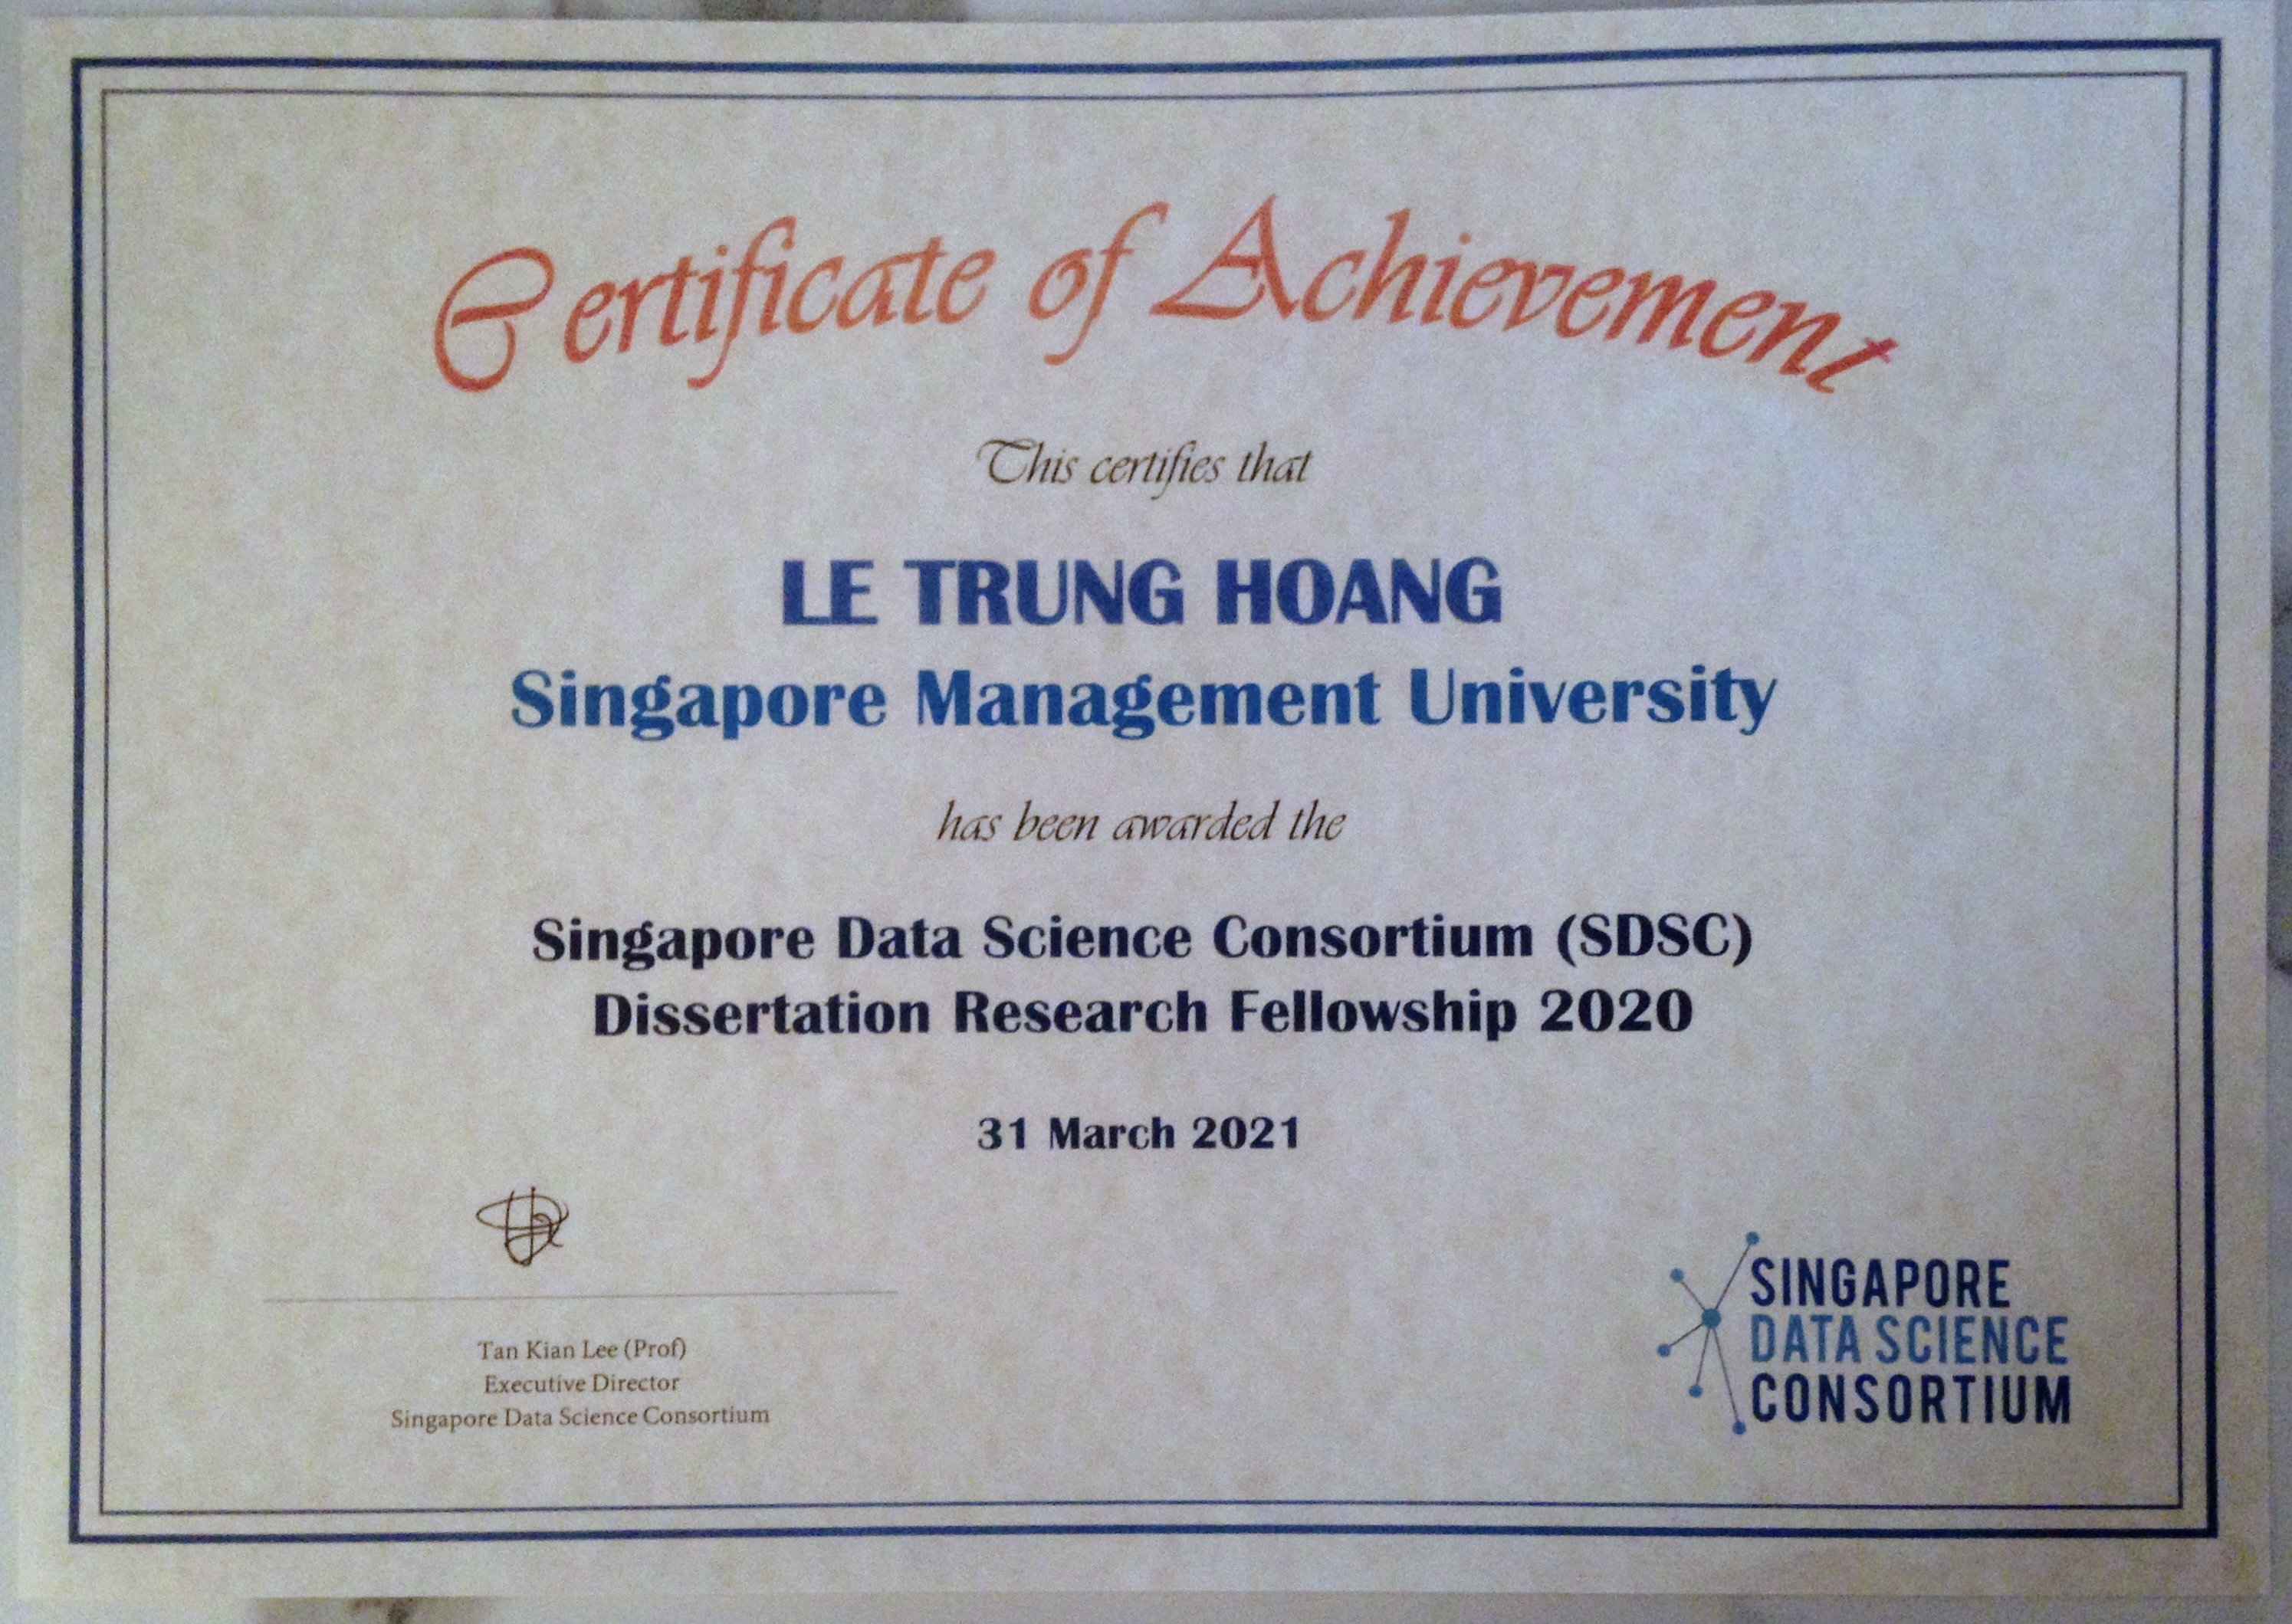 Certificate of Achievement
This certifies that
LE TRUNG HOANG
Singapore Management University
has been awarded the
Singapore Data Science Consortium (SDSC)
Dissertation Research Fellowship 2020
31 March 2021
Tan Kian Lee (Prof)
Executive Director
Singapore Data Science Consortium
SINGAPORE
DATA SCIENCE
CONSORTIUM